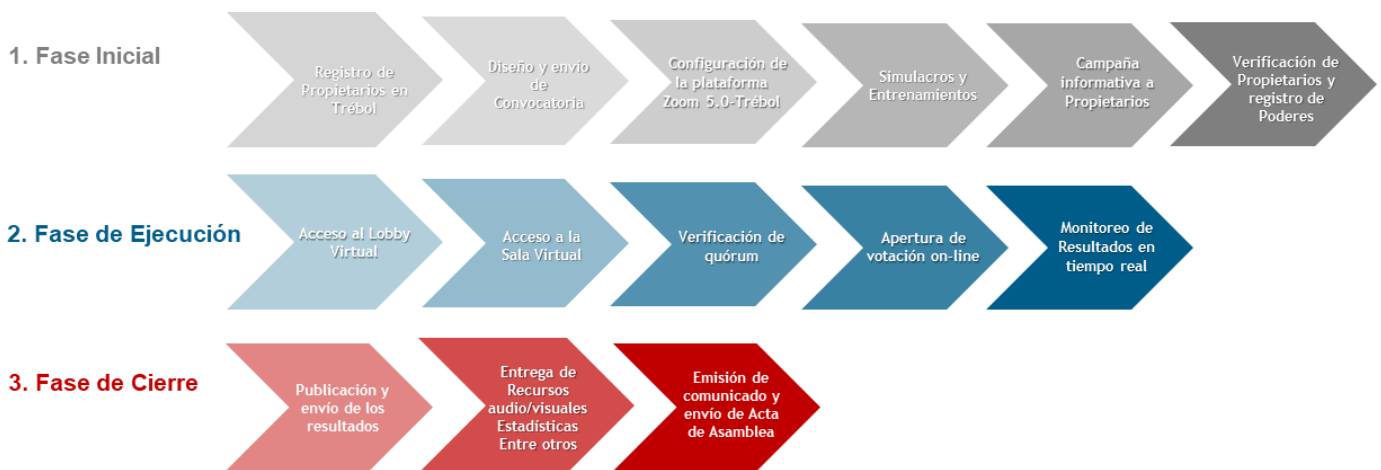 1. Fase Inicial
Registro de
Propietarios en
Trébol
Diseño y envío
de
Convocatoria
Configuración de
la plataforma
Zoom 5.0-Trébol
Simulacros y
Entrenamientos
Campaña
informativa a
Propietarios
Verificación de
Propietarios y
registro de
Poderes
2. Fase de Ejecución
Acceso al Lobby
Virtual
Acceso a la
Sala Virtual
Verificación de
quórum
Apertura de
votación on-line
Monitoreo de
Resultados en
tiempo real
3. Fase de Cierre
Publicación y
envío de los
resultados
Entrega de
Recursos
audio/visuales
Estadísticas
Entre otros
Emisión de
comunicado y
envío de Acta
de Asamblea